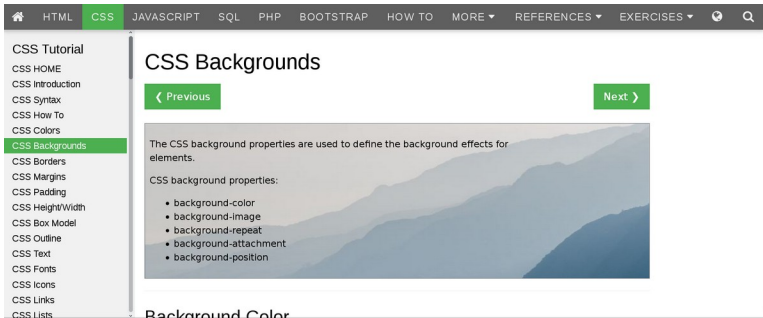 HTML CSS JAVASCRIPT SQL PHP BOOTSTRAP HOW TO MORE REFERENCES EXERCISES
CSS Tutorial
CSS HOME
CSS Introduction
CSS Syntax
CSS How To
CSS Colors
CSS Backgrounds
CSS Borders
CSS Margins
CSS Padding
CSS Height/Width
CSS Box Model
CSS Outline
CSS Text
CSS Fonts
CSS Icons
CSS Links
CSS Lists
CSS Backgrounds
❮ Previous
Next ❯
The CSS background properties are used to define the background effects for
elements.
CSS background properties:
• background-color
• background-image
• background-repeat
• background-attachment
• background-position
Background Color